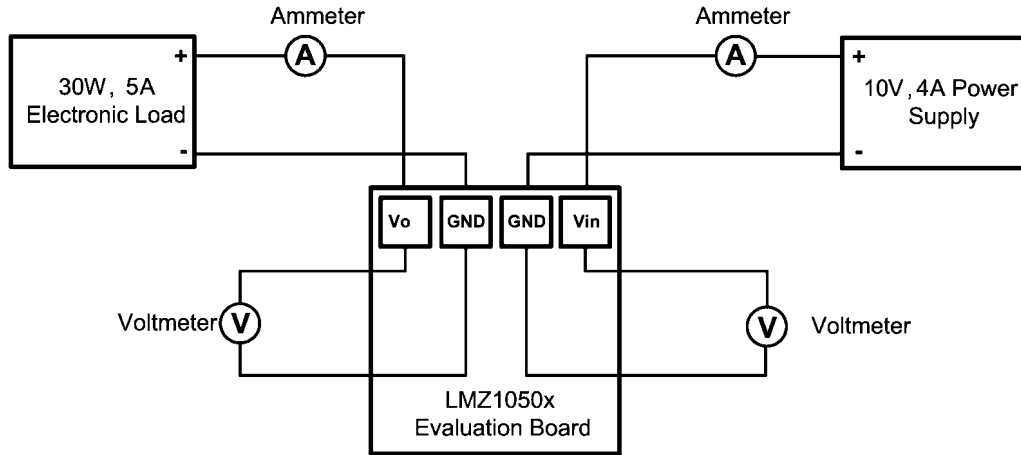 Ammeter
Ammeter
A
A
+
30W, 5A
Electronic Load
-
+
10V, 4A Power
Supply
-
Vo
GND
GND
Vin
Voltmeter
V
V
Voltmeter
LMZ1050x
Evaluation Board